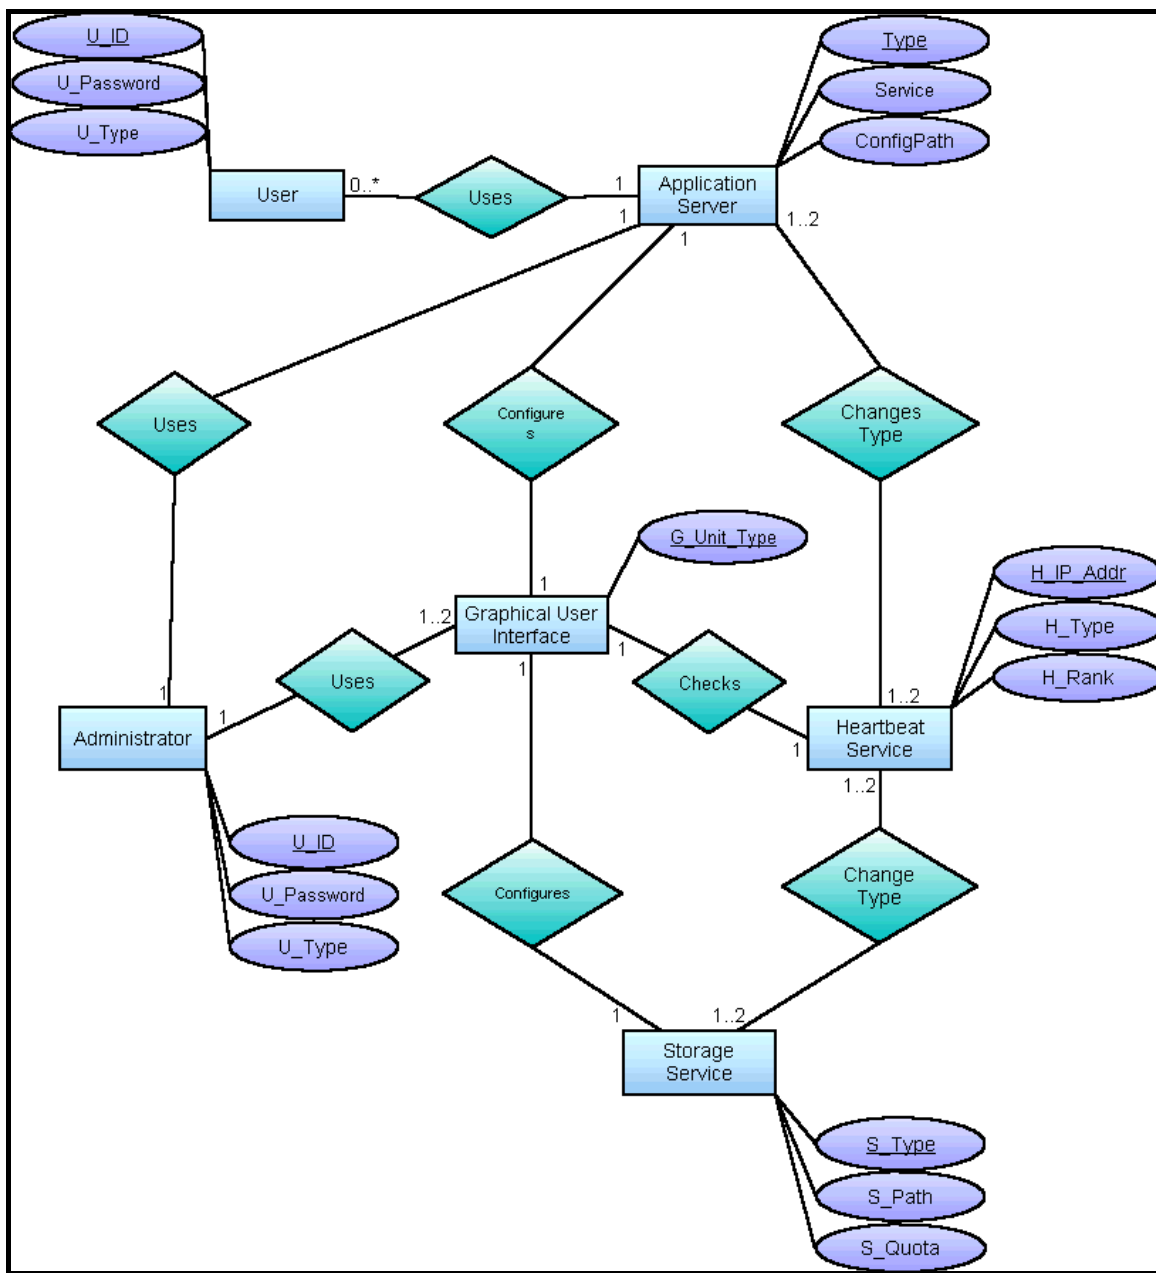 U_ID
U_Password
U_Type
Type
Service
ConfigPath
User
0..*
Uses
1
Application
Server
1
1
1..2
Uses
Configure
s
Changes
Type
G_Unit_Type
H_IP_Addr
H_Type
H_Rank
1
1..2
Graphical User
Interface
1
1
Uses
Checks
1
1
1..2
Administrator
1
Heartbeat
Service
1..2
U_ID
U_Password
U_Type
Configures
Change
Type
1
1..2
Storage
Service
S_Type
S_Path
S_Quota